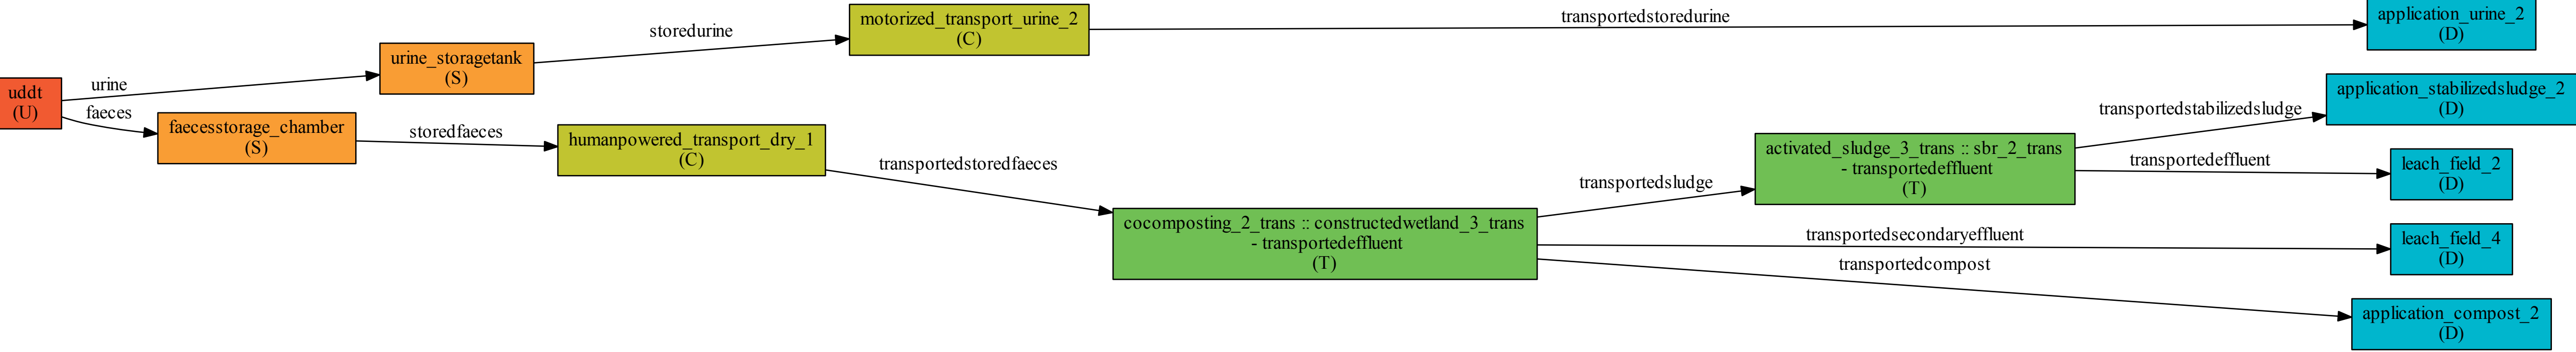 uddt
(U)
urine
faeces
urine_storagetank
(S)
faecesstorage_chamber
(S)
storedurine
storedfaeces
motorized_transport_urine_2
(C)
humanpowered_transport_dry_1
(C)
transportedstoredurine
transportedstoredfaeces
cocomposting_2_trans :: constructedwetland_3_trans
- transportedeffluent
(T)
transportedsludge
transportedsecondaryeffluent
transportedcompost
activated_sludge_3_trans :: sbr_2_trans
- transportedeffluent
(T)
transportedstabilizedsludge
transportedeffluent
application_urine_2
(D)
application_stabilizedsludge_2
(D)
leach_field_2
(D)
leach_field_4
(D)
application_compost_2
(D)